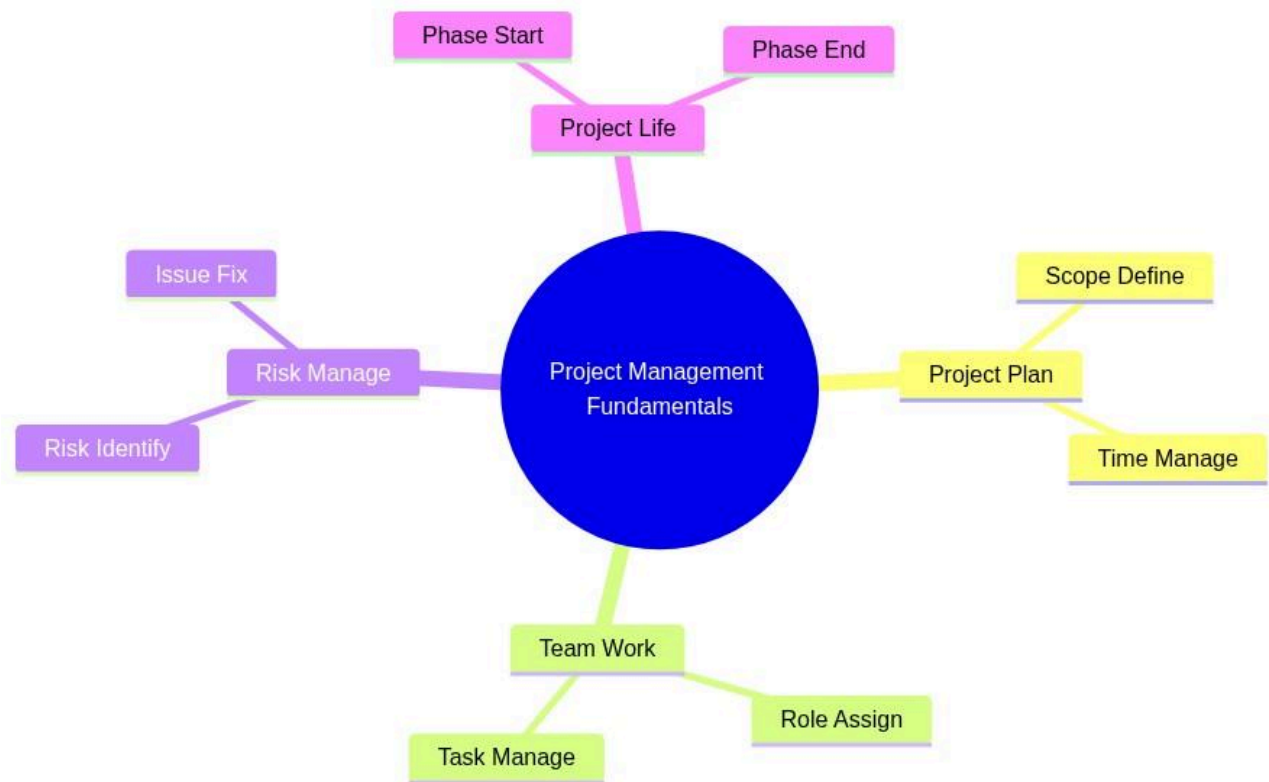 Phase Start
Phase End
Project Life
Issue Fix
Scope Define
Risk Manage
Project Management
Fundamentals
Project Plan
Risk Identify
Time Manage
Team Work
Role Assign
Task Manage